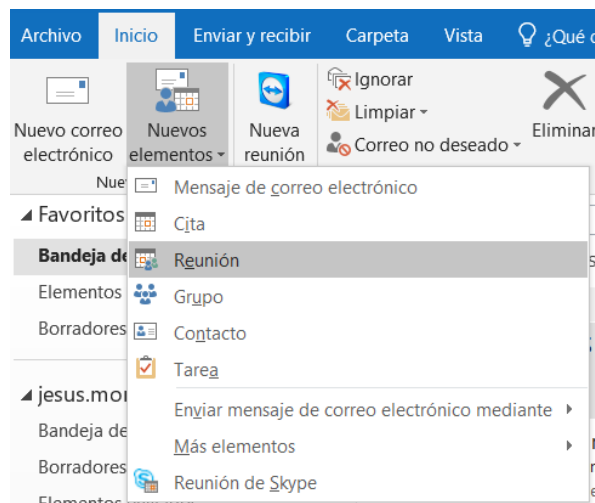 Archivo Inicio Enviar y recibir Carpeta Vista ¿Qué
Ignorar
Limpiar
Correo no deseado
Nuevo correo electrónico
Nuevos elementos
Nueva reunión
Eliminar
Mensaje de correo electrónico
Favoritos
Cita
Bandeja de
Reunión
Elementos
Grupo
Borradores
Contacto
Tarea
jesus.mor
Enviar mensaje de correo electrónico mediante
Bandeja de
Más elementos
Borradores
Reunión de Skype